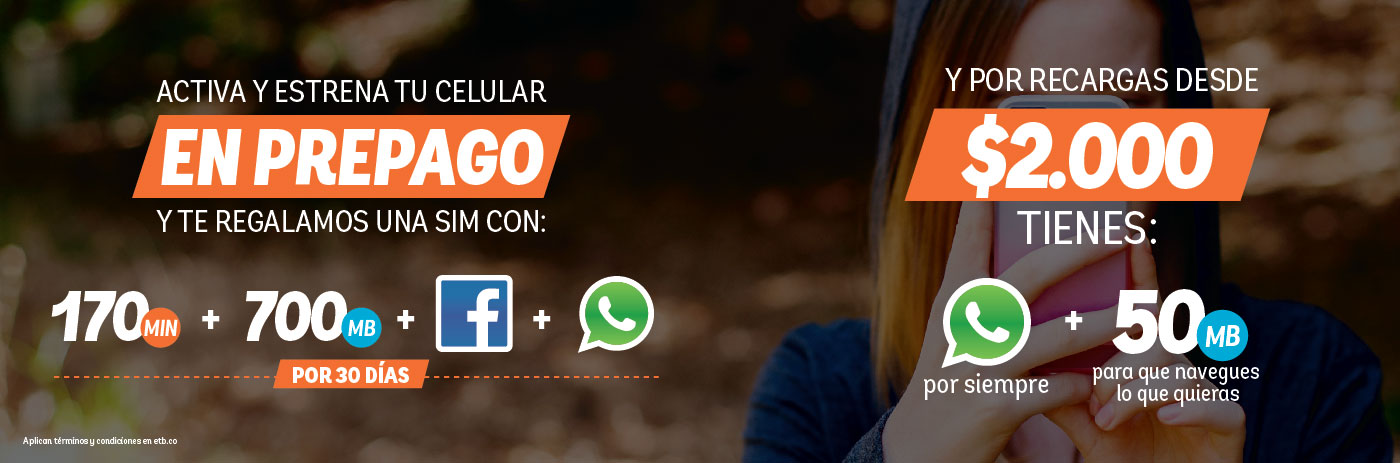 ACTIVA Y ESTRENA TU CELULAR
EN PREPAGO
Y TE REGALAMOS UNA SIM CON:
170 MIN + 700 MB + f +
POR 30 DÍAS
Aplican términos y condiciones en etb.co
Y POR RECARGAS DESDE
$2.000
TIENES:
+ 50 MB
por siempre
para que navegues
lo que quieras